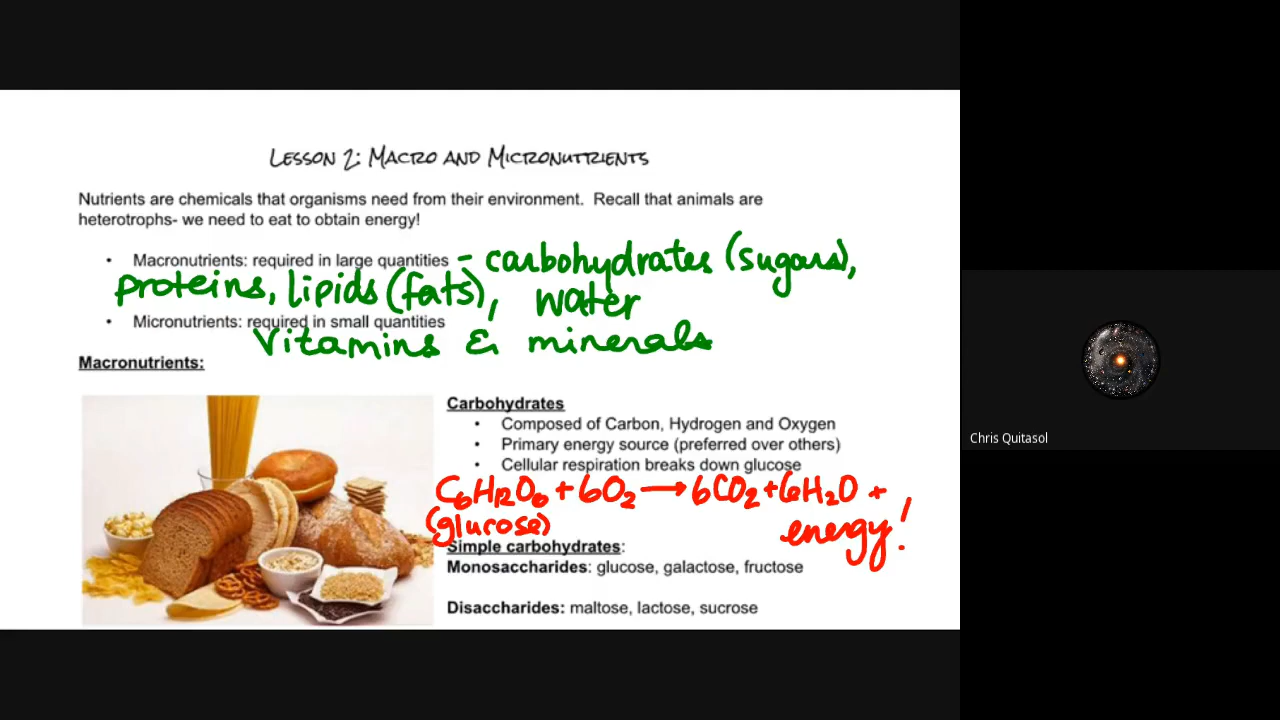 LESSON 2: MACRO AND MICRONUTRIENTS
Nutrients are chemicals that organisms need from their environment.  Recall that animals are
heterotrophs- we need to eat to obtain energy!
• Macronutrients: required in large quantities - carbohydrates (sugars),
proteins, lipids (fats), water
• Micronutrients: required in small quantities
Vitamins & minerals
Macronutrients:
Carbohydrates
• Composed of Carbon, Hydrogen and Oxygen
• Primary energy source (preferred over others)
• Cellular respiration breaks down glucose
C6H12O6 + 6O2 → 6CO2 + 6H2O +
(glucose) energy!
Simple carbohydrates:
Monosaccharides: glucose, galactose, fructose
Disaccharides: maltose, lactose, sucrose
Chris Quitasol